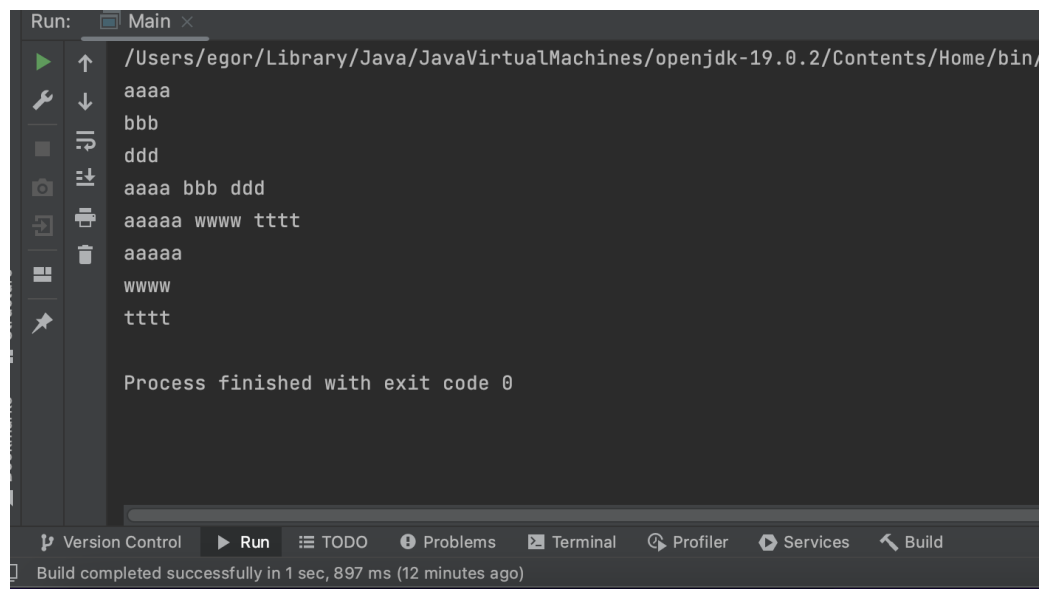 Run: Main
/Users/egor/Library/Java/JavaVirtualMachines/openjdk-19.0.2/Contents/Home/bin/
aaaa
bbb
ddd
aaaa bbb ddd
aaaaa wwww tttt
aaaaa
wwww
tttt
Process finished with exit code 0
Version Control Run TODO Problems Terminal Profiler Services Build
Build completed successfully in 1 sec, 897 ms (12 minutes ago)